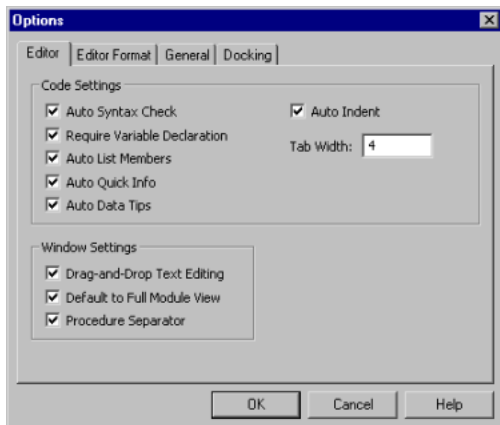 Options
Editor Editor Format General Docking
Code Settings
Auto Syntax Check
Require Variable Declaration
Auto List Members
Auto Quick Info
Auto Data Tips
Auto Indent
Tab Width: 4
Window Settings
Drag-and-Drop Text Editing
Default to Full Module View
Procedure Separator
OK Cancel Help